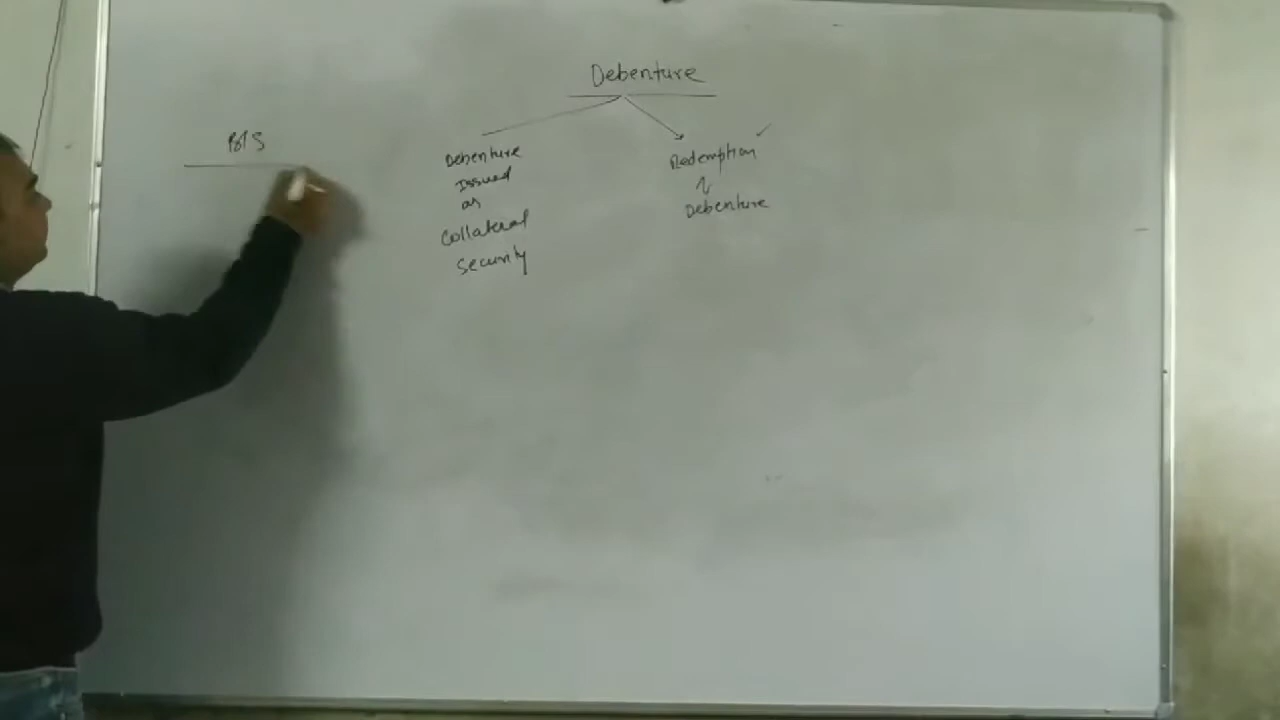 Debenture
B/S
Debenture
Issued
as
Collateral
Security
Redemption ✓
of
Debenture